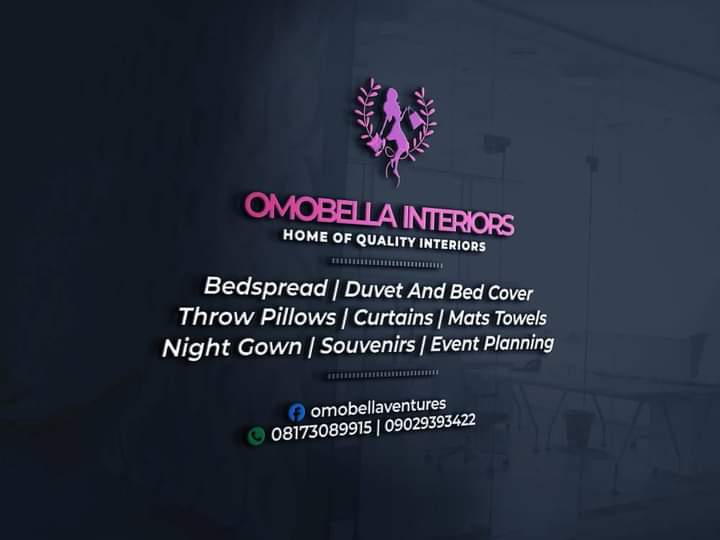 OMOBELLA INTERIORS
HOME OF QUALITY INTERIORS
Bedspread | Duvet And Bed Cover
Throw Pillows | Curtains | Mats Towels
Night Gown | Souvenirs | Event Planning
omobellaventures
08173089915 | 09029393422